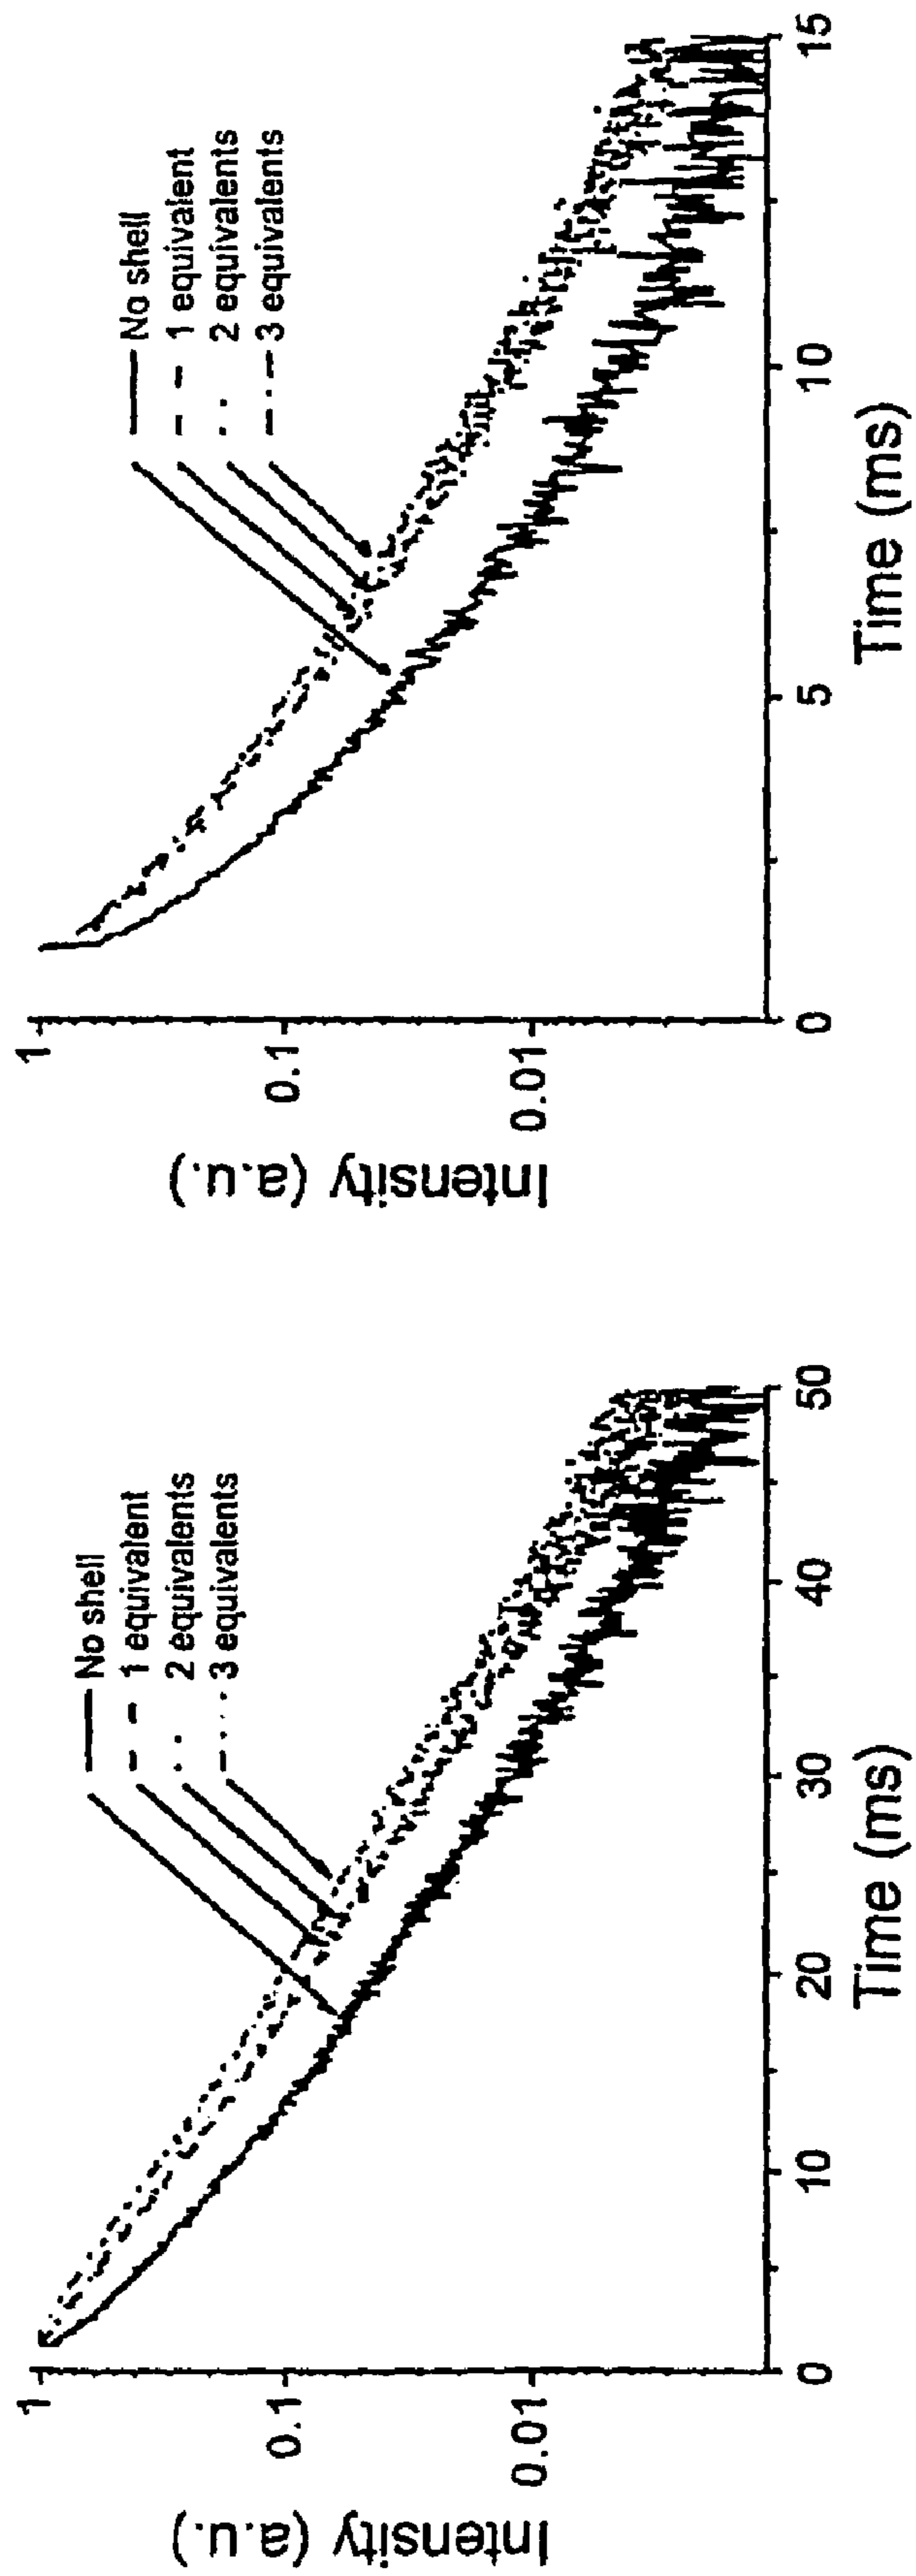 Intensity (a.u.)
1
0.1
0.01
0
10
20
30
40
50
Time (ms)
No shell
1 equivalent
2 equivalents
3 equivalents
Intensity (a.u.)
1
0.1
0.01
0
5
10
15
Time (ms)
No shell
1 equivalent
2 equivalents
3 equivalents